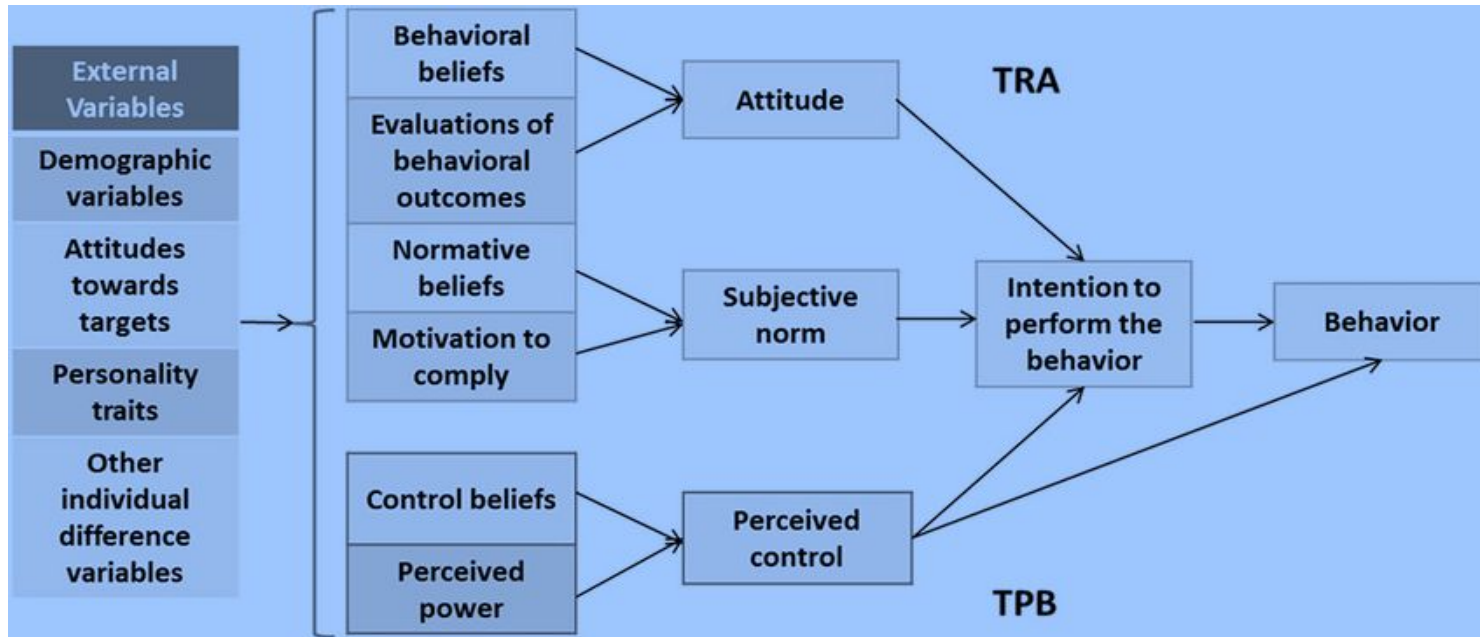 External
Variables
Demographic
variables
Attitudes
towards
targets
Personality
traits
Other
individual
difference
variables
Behavioral
beliefs
Evaluations of
behavioral
outcomes
Normative
beliefs
Motivation to
comply
Control beliefs
Perceived
power
Attitude
Subjective
norm
Perceived
control
TRA
Intention to
perform the
behavior
TPB
Behavior